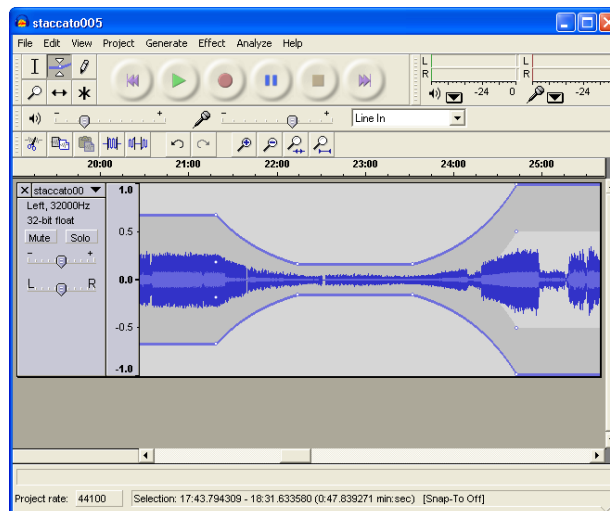 staccato005
File Edit View Project Generate Effect Analyze Help
L
R
-24 0
L
R
-24
- +
- +
Line In
20:00 21:00 22:00 23:00 24:00 25:00
X staccato00
Left, 32000Hz
32-bit float
Mute Solo
- +
L R
1.0
0.5
0.0
-0.5
-1.0
Project rate: 44100 Selection: 17:43.794309 - 18:31.633580 (0:47.839271 min:sec) [Snap-To Off]